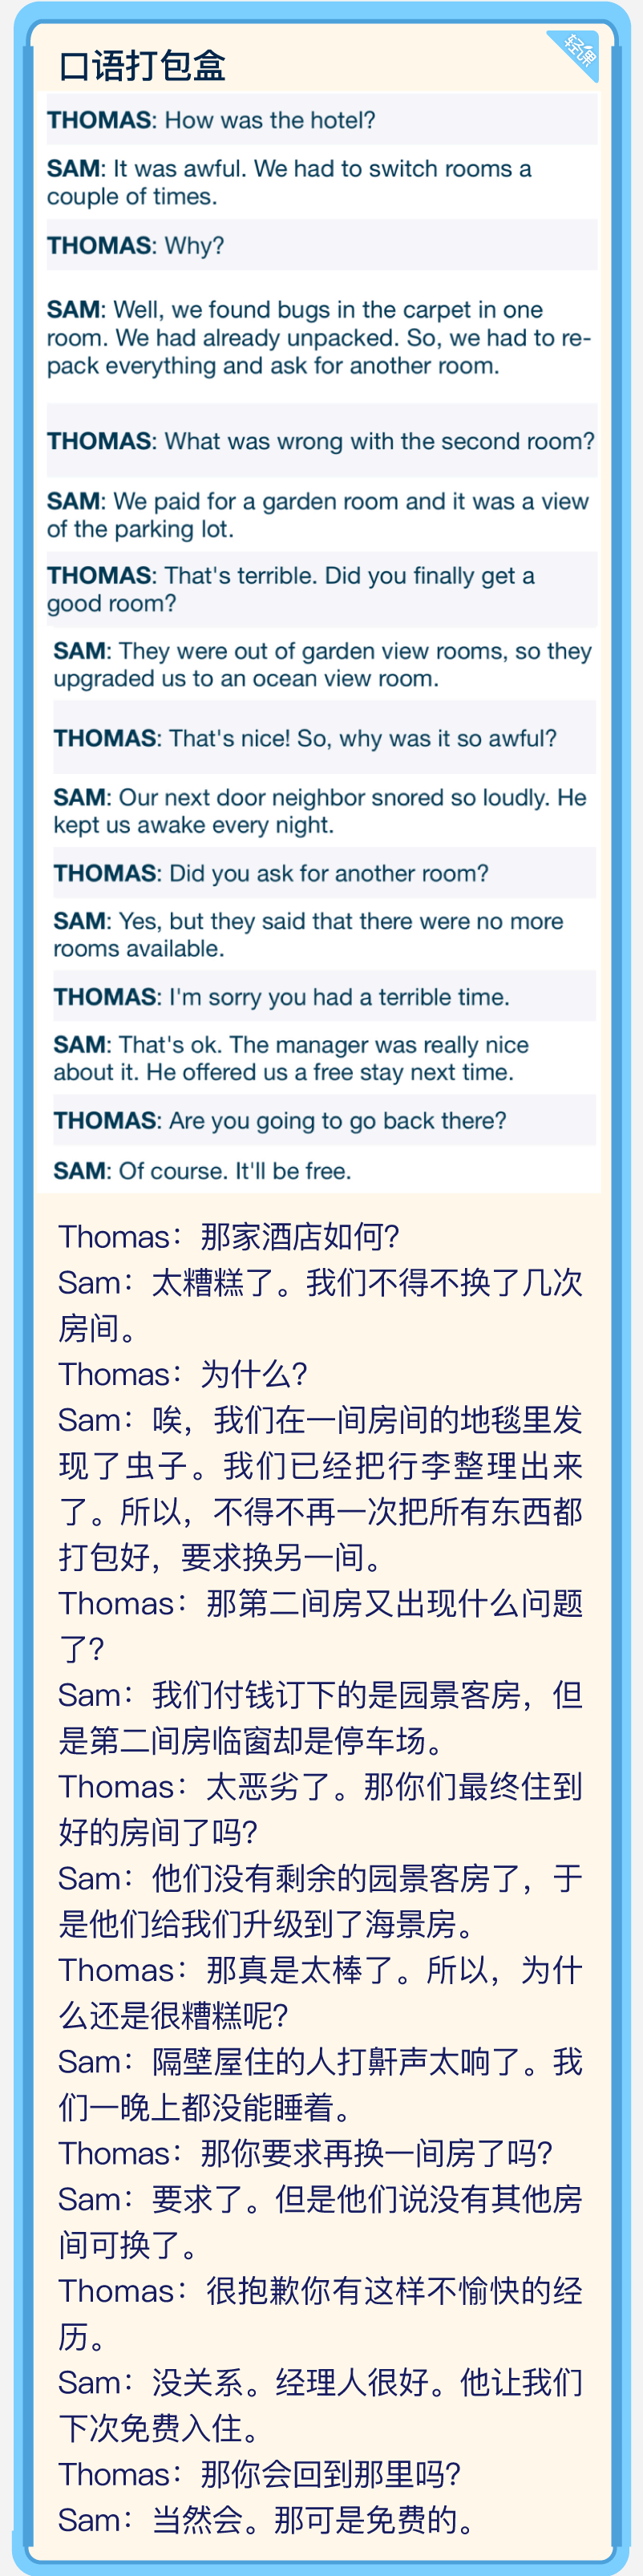 口语打包盒
轻课
THOMAS: How was the hotel?
SAM: It was awful. We had to switch rooms a
couple of times.
THOMAS: Why?
SAM: Well, we found bugs in the carpet in one
room. We had already unpacked. So, we had to re-
pack everything and ask for another room.
THOMAS: What was wrong with the second room?
SAM: We paid for a garden room and it was a view
of the parking lot.
THOMAS: That's terrible. Did you finally get a
good room?
SAM: They were out of garden view rooms, so they
upgraded us to an ocean view room.
THOMAS: That's nice! So, why was it so awful?
SAM: Our next door neighbor snored so loudly. He
kept us awake every night.
THOMAS: Did you ask for another room?
SAM: Yes, but they said that there were no more
rooms available.
THOMAS: I'm sorry you had a terrible time.
SAM: That's ok. The manager was really nice
about it. He offered us a free stay next time.
THOMAS: Are you going to go back there?
SAM: Of course. It'll be free.
Thomas：那家酒店如何？
Sam：太糟糕了。我们不得不换了几次
房间。
Thomas：为什么？
Sam：唉，我们在一间房间的地毯里发
现了虫子。我们已经把行李整理出来
了。所以，不得不再一次把所有东西都
打包好，要求换另一间。
Thomas：那第二间房又出现什么问题
了？
Sam：我们付钱订下的是园景客房，但
是第二间房临窗却是停车场。
Thomas：太恶劣了。那你们最终住到
好的房间了吗？
Sam：他们没有剩余的园景客房了，于
是他们给我们升级到了海景房。
Thomas：那真是太棒了。所以，为什
么还是很糟糕呢？
Sam：隔壁屋住的人打鼾声太响了。我
们一晚上都没能睡着。
Thomas：那你要求再换一间房了吗？
Sam：要求了。但是他们说没有其他房
间可换了。
Thomas：很抱歉你有这样不愉快的经
历。
Sam：没关系。经理人很好。他让我们
下次免费入住。
Thomas：那你会回到那里吗？
Sam：当然会。那可是免费的。